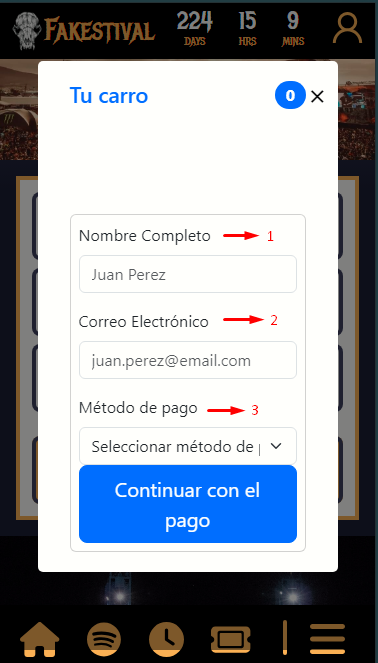 FAKESTIVAL
224 15 9
DAYS HRS MINS
Tu carro 0
Nombre Completo 1
Juan Perez
Correo Electrónico 2
juan.perez@email.com
Método de pago 3
Seleccionar método de p
Continuar con el
pago